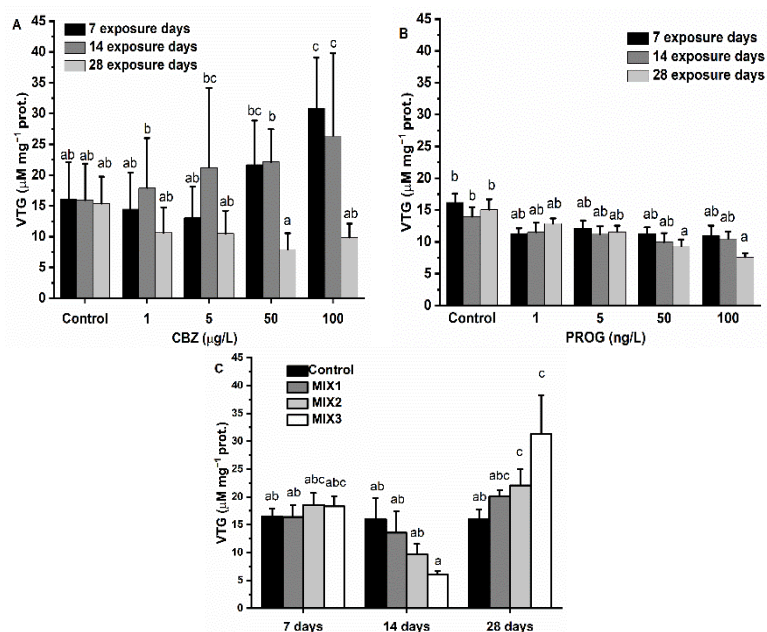 A
7 exposure days
14 exposure days
28 exposure days
VTG (µM mg⁻¹ prot.)
45
40
35
30
25
20
15
10
5
0
ab ab ab
ab b ab
ab bc ab
bc b a
c c ab
Control 1 5 50 100
CBZ (µg/L)
B
7 exposure days
14 exposure days
28 exposure days
VTG (µM mg⁻¹ prot.)
45
40
35
30
25
20
15
10
5
0
b b b
ab ab ab
ab ab ab
ab ab a
ab ab a
Control 1 5 50 100
PROG (ng/L)
C
Control
MIX1
MIX2
MIX3
VTG (µM mg⁻¹ prot.)
45
40
35
30
25
20
15
10
5
0
ab ab abc abc
ab ab ab a
ab abc c c
7 days 14 days 28 days